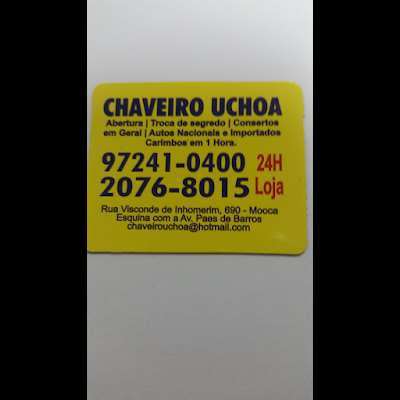 CHAVEIRO UCHOA
Abertura | Troca de segredo | Consertos
em Geral | Autos Nacionais e Importados
Carimbos em 1 Hora.
97241-0400 24H
2076-8015 Loja
Rua Visconde de Inhomerim, 690 - Mooca
Esquina com a Av. Paes de Barros
chaveirouchoa@hotmail.com